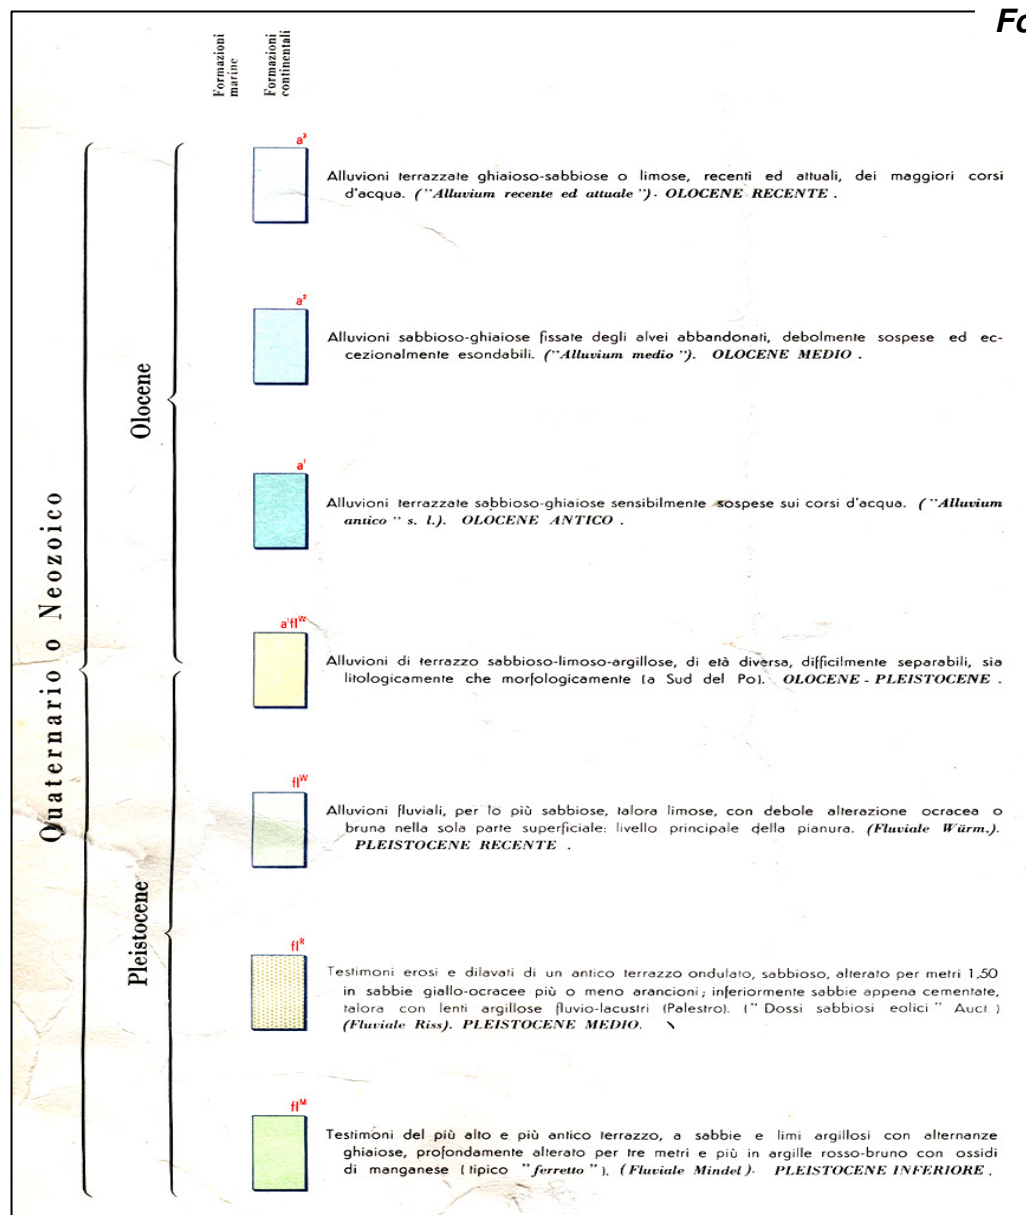 Fo
Formazioni
marine
Formazioni
continentali
Quaternario o Neozoico
Olocene
Pleistocene
a³
Alluvioni terrazzate ghiaioso-sabbiose o limose, recenti ed attuali, dei maggiori corsi
d'acqua. ("Alluvium recente ed attuale")- OLOCENE RECENTE .
a²
Alluvioni sabbioso-ghiaiose fissate degli alvei abbandonati, debolmente sospese ed ec-
cezionalmente esondabili. ("Alluvium medio"). OLOCENE MEDIO .
a¹
Alluvioni terrazzate sabbioso-ghiaiose sensibilmente sospese sui corsi d'acqua. ("Alluvium
antico" s. l.). OLOCENE ANTICO .
a¹flᵂ
Alluvioni di terrazzo sabbioso-limoso-argillose, di età diversa, difficilmente separabili, sia
litologicamente che morfologicamente (a Sud del Po). OLOCENE - PLEISTOCENE .
flᵂ
Alluvioni fluviali, per lo più sabbiose, talora limose, con debole alterazione ocracea o
bruna nella sola parte superficiale: livello principale della pianura. (Fluviale Würm.).
PLEISTOCENE RECENTE .
flᴿ
Testimoni erosi e dilavati di un antico terrazzo ondulato, sabbioso, alterato per metri 1,50
in sabbie giallo-ocracee più o meno arancioni; inferiormente sabbie appena cementate,
talora con lenti argillose fluvio-lacustri (Palestro). ("Dossi sabbiosi eolici" Auct.)
(Fluviale Riss). PLEISTOCENE MEDIO.
flᴹ
Testimoni del più alto e più antico terrazzo, a sabbie e limi argillosi con alternanze
ghiaiose, profondamente alterato per tre metri e più in argille rosso-bruno con ossidi
di manganese (tipico "ferretto"). (Fluviale Mindel)- PLEISTOCENE INFERIORE .